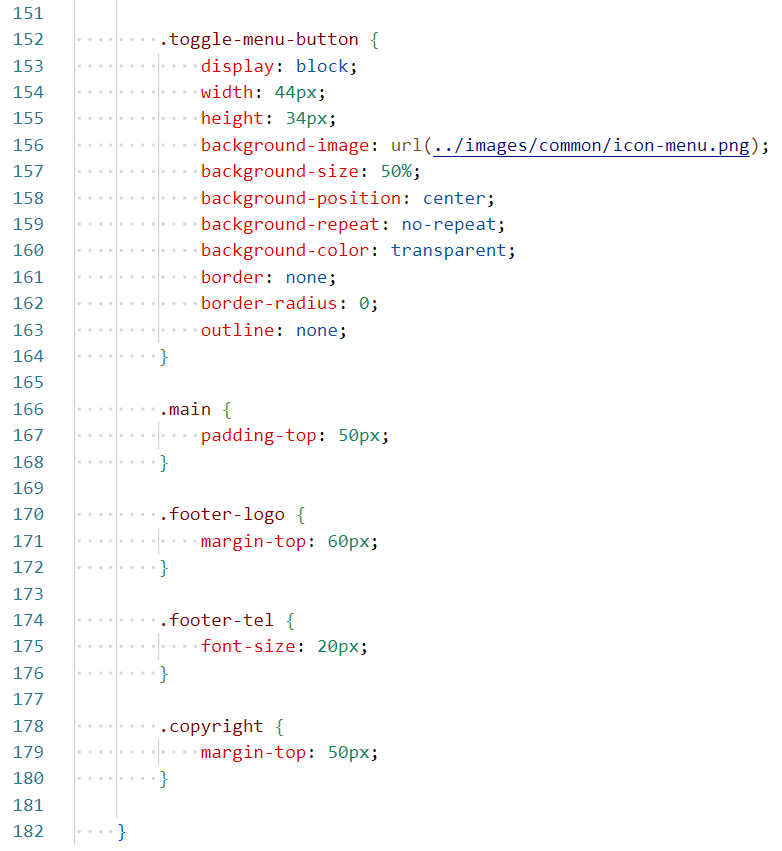 151
152 .toggle-menu-button {
153 display: block;
154 width: 44px;
155 height: 34px;
156 background-image: url(../images/common/icon-menu.png);
157 background-size: 50%;
158 background-position: center;
159 background-repeat: no-repeat;
160 background-color: transparent;
161 border: none;
162 border-radius: 0;
163 outline: none;
164 }
165
166 .main {
167 padding-top: 50px;
168 }
169
170 .footer-logo {
171 margin-top: 60px;
172 }
173
174 .footer-tel {
175 font-size: 20px;
176 }
177
178 .copyright {
179 margin-top: 50px;
180 }
181
182 }